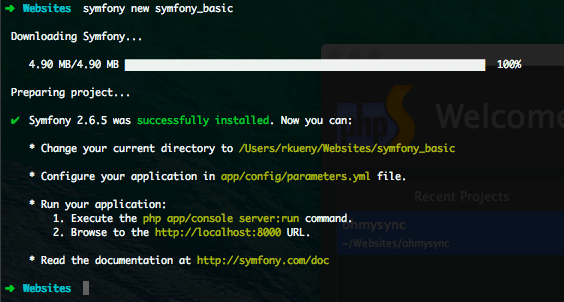 ➜ Websites symfony new symfony_basic
Downloading Symfony...
4.90 MB/4.90 MB 100%
Preparing project...
✔ Symfony 2.6.5 was successfully installed. Now you can:
* Change your current directory to /Users/rkueny/Websites/symfony_basic
* Configure your application in app/config/parameters.yml file.
* Run your application:
1. Execute the php app/console server:run command.
2. Browse to the http://localhost:8000 URL.
* Read the documentation at http://symfony.com/doc
➜ Websites
php S
Welcome
Recent Projects
ohmysync
~/Websites/ohmysync